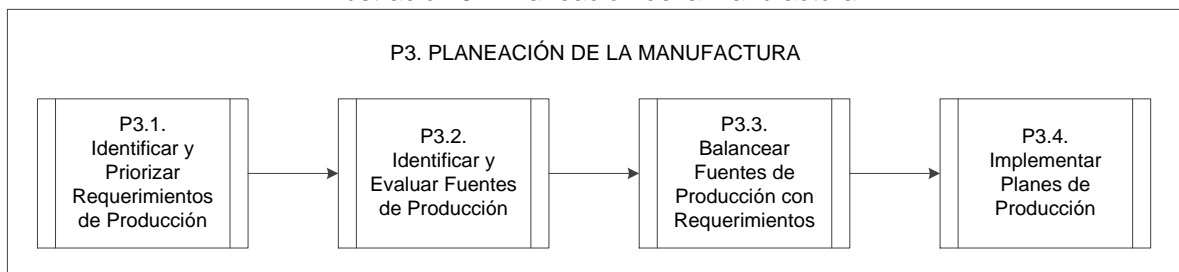 P3. PLANEACIÓN DE LA MANUFACTURA
P3.1.
Identificar y
Priorizar
Requerimientos
de Producción
P3.2.
Identificar y
Evaluar Fuentes
de Producción
P3.3.
Balancear
Fuentes de
Producción con
Requerimientos
P3.4.
Implementar
Planes de
Producción